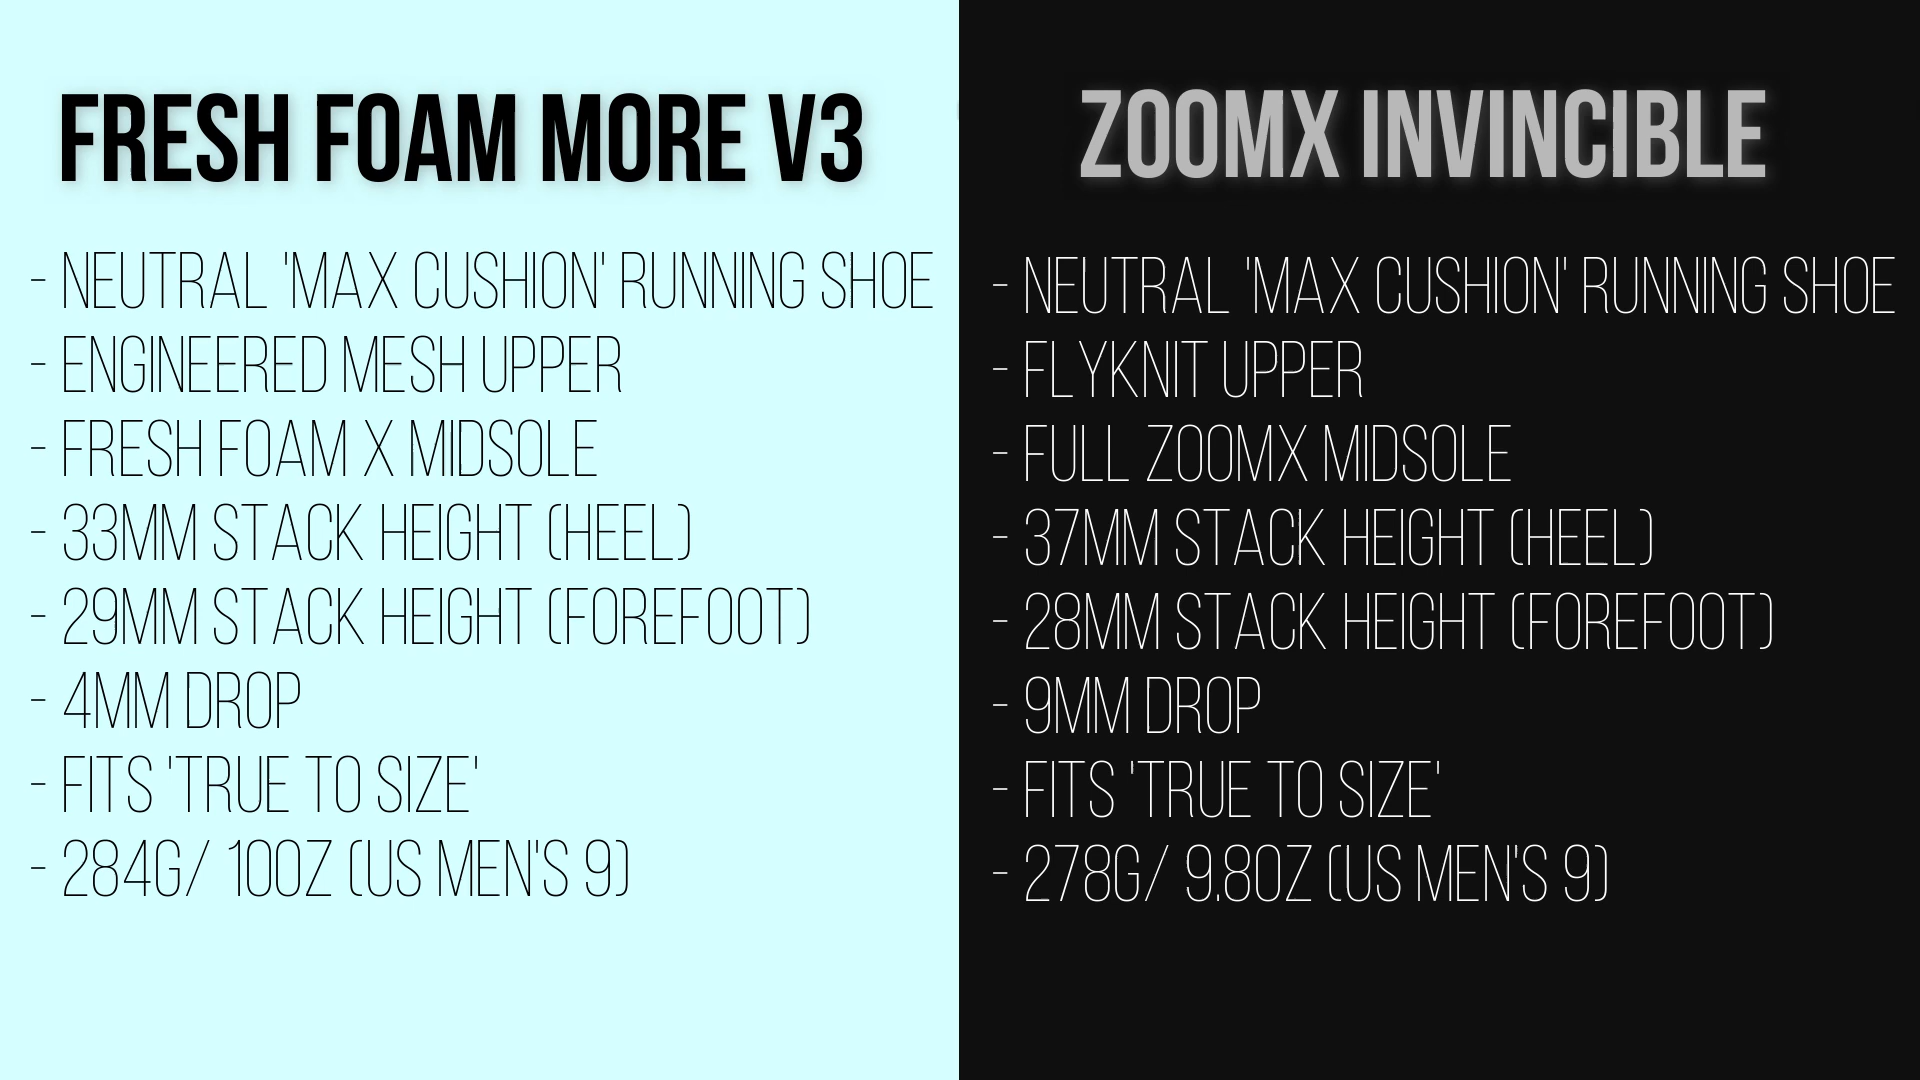 FRESH FOAM MORE V3
- NEUTRAL 'MAX CUSHION' RUNNING SHOE
- ENGINEERED MESH UPPER
- FRESH FOAM X MIDSOLE
- 33MM STACK HEIGHT (HEEL)
- 29MM STACK HEIGHT (FOREFOOT)
- 4MM DROP
- FITS 'TRUE TO SIZE'
- 284G/ 10OZ (US MEN'S 9)
ZOOMX INVINCIBLE
- NEUTRAL 'MAX CUSHION' RUNNING SHOE
- FLYKNIT UPPER
- FULL ZOOMX MIDSOLE
- 37MM STACK HEIGHT (HEEL)
- 28MM STACK HEIGHT (FOREFOOT)
- 9MM DROP
- FITS 'TRUE TO SIZE'
- 278G/ 9.8OZ (US MEN'S 9)